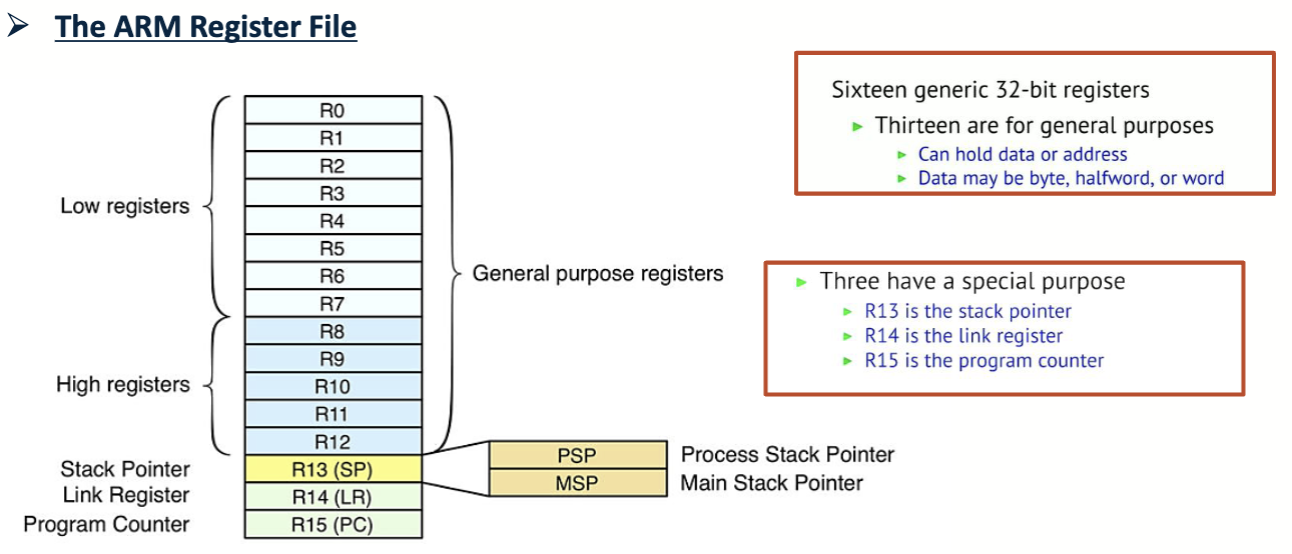 The ARM Register File
Sixteen generic 32-bit registers
Thirteen are for general purposes
Can hold data or address
Data may be byte, halfword, or word
Three have a special purpose
R13 is the stack pointer
R14 is the link register
R15 is the program counter
Low registers
High registers
Stack Pointer
Link Register
Program Counter
R0
R1
R2
R3
R4
R5
R6
R7
R8
R9
R10
R11
R12
R13 (SP)
R14 (LR)
R15 (PC)
General purpose registers
PSP
MSP
Process Stack Pointer
Main Stack Pointer